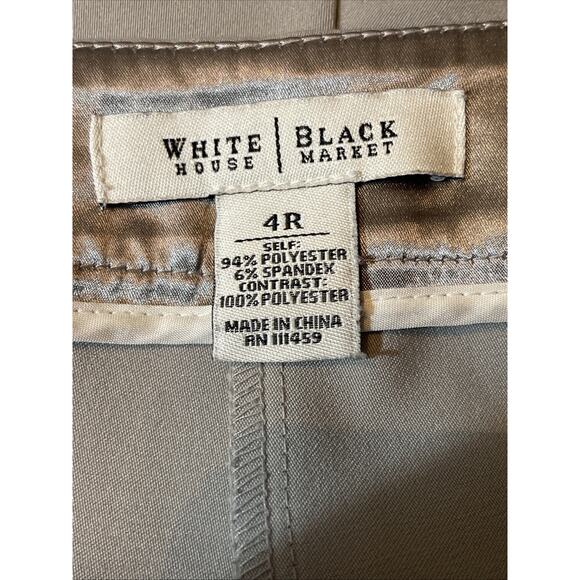 WHITE | BLACK
HOUSE | MARKET
4R
SELF:
94% POLYESTER
6% SPANDEX
CONTRAST:
100% POLYESTER
MADE IN CHINA
RN 111459